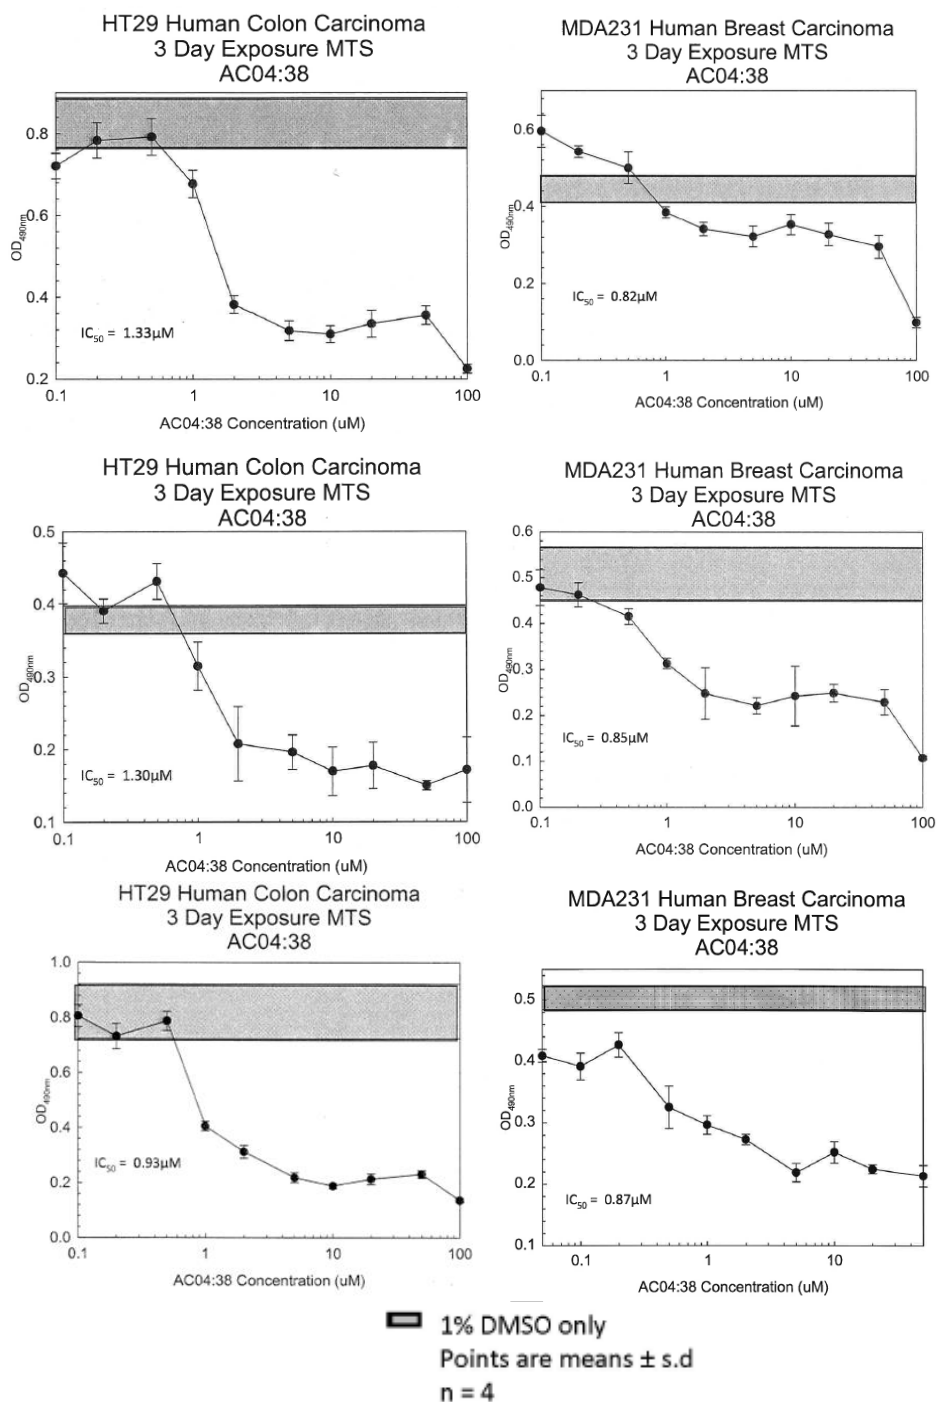 HT29 Human Colon Carcinoma
3 Day Exposure MTS
AC04:38
0.8
0.6
0.4
0.2
OD490nm
IC50 = 1.33µM
0.1
1
10
100
AC04:38 Concentration (uM)
MDA231 Human Breast Carcinoma
3 Day Exposure MTS
AC04:38
0.6
0.4
0.2
0.0
OD490nm
IC50 = 0.82µM
0.1
1
10
100
AC04:38 Concentration (uM)
HT29 Human Colon Carcinoma
3 Day Exposure MTS
AC04:38
0.5
0.4
0.3
0.2
0.1
OD490nm
IC50 = 1.30µM
0.1
1
10
100
AC04:38 Concentration (uM)
MDA231 Human Breast Carcinoma
3 Day Exposure MTS
AC04:38
0.6
0.5
0.4
0.3
0.2
0.1
0.0
OD490nm
IC50 = 0.85µM
0.1
1
10
100
AC04:38 Concentration (uM)
HT29 Human Colon Carcinoma
3 Day Exposure MTS
AC04:38
1.0
0.8
0.6
0.4
0.2
0.0
OD490nm
IC50 = 0.93µM
0.1
1
10
100
AC04:38 Concentration (uM)
MDA231 Human Breast Carcinoma
3 Day Exposure MTS
AC04:38
0.5
0.4
0.3
0.2
0.1
OD490nm
IC50 = 0.87µM
0.1
1
10
AC04:38 Concentration (uM)
1% DMSO only
Points are means ± s.d
n = 4